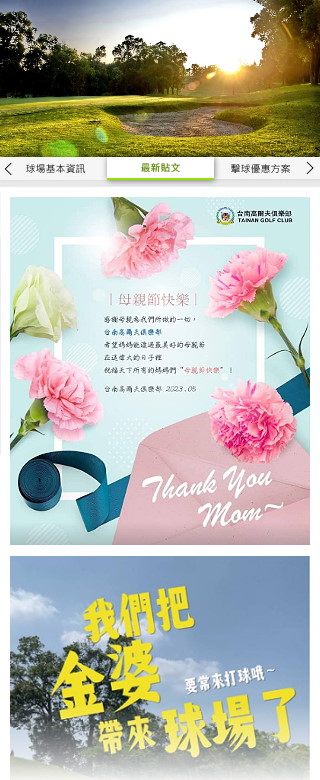 球場基本資訊
最新貼文
擊球優惠方案
台南高爾夫俱樂部
TAINAN GOLF CLUB
|母親節快樂|
感謝母親為我們所做的一切,
台南高爾夫俱樂部
希望媽媽能渡過最美好的母親節
在這偉大的日子裡
祝福天下所有的媽媽們"母親節快樂"!
台南高爾夫俱樂部 2023.05
Thank You
Mom~
我們把
金婆
要常來打球哦~
帶來球場了